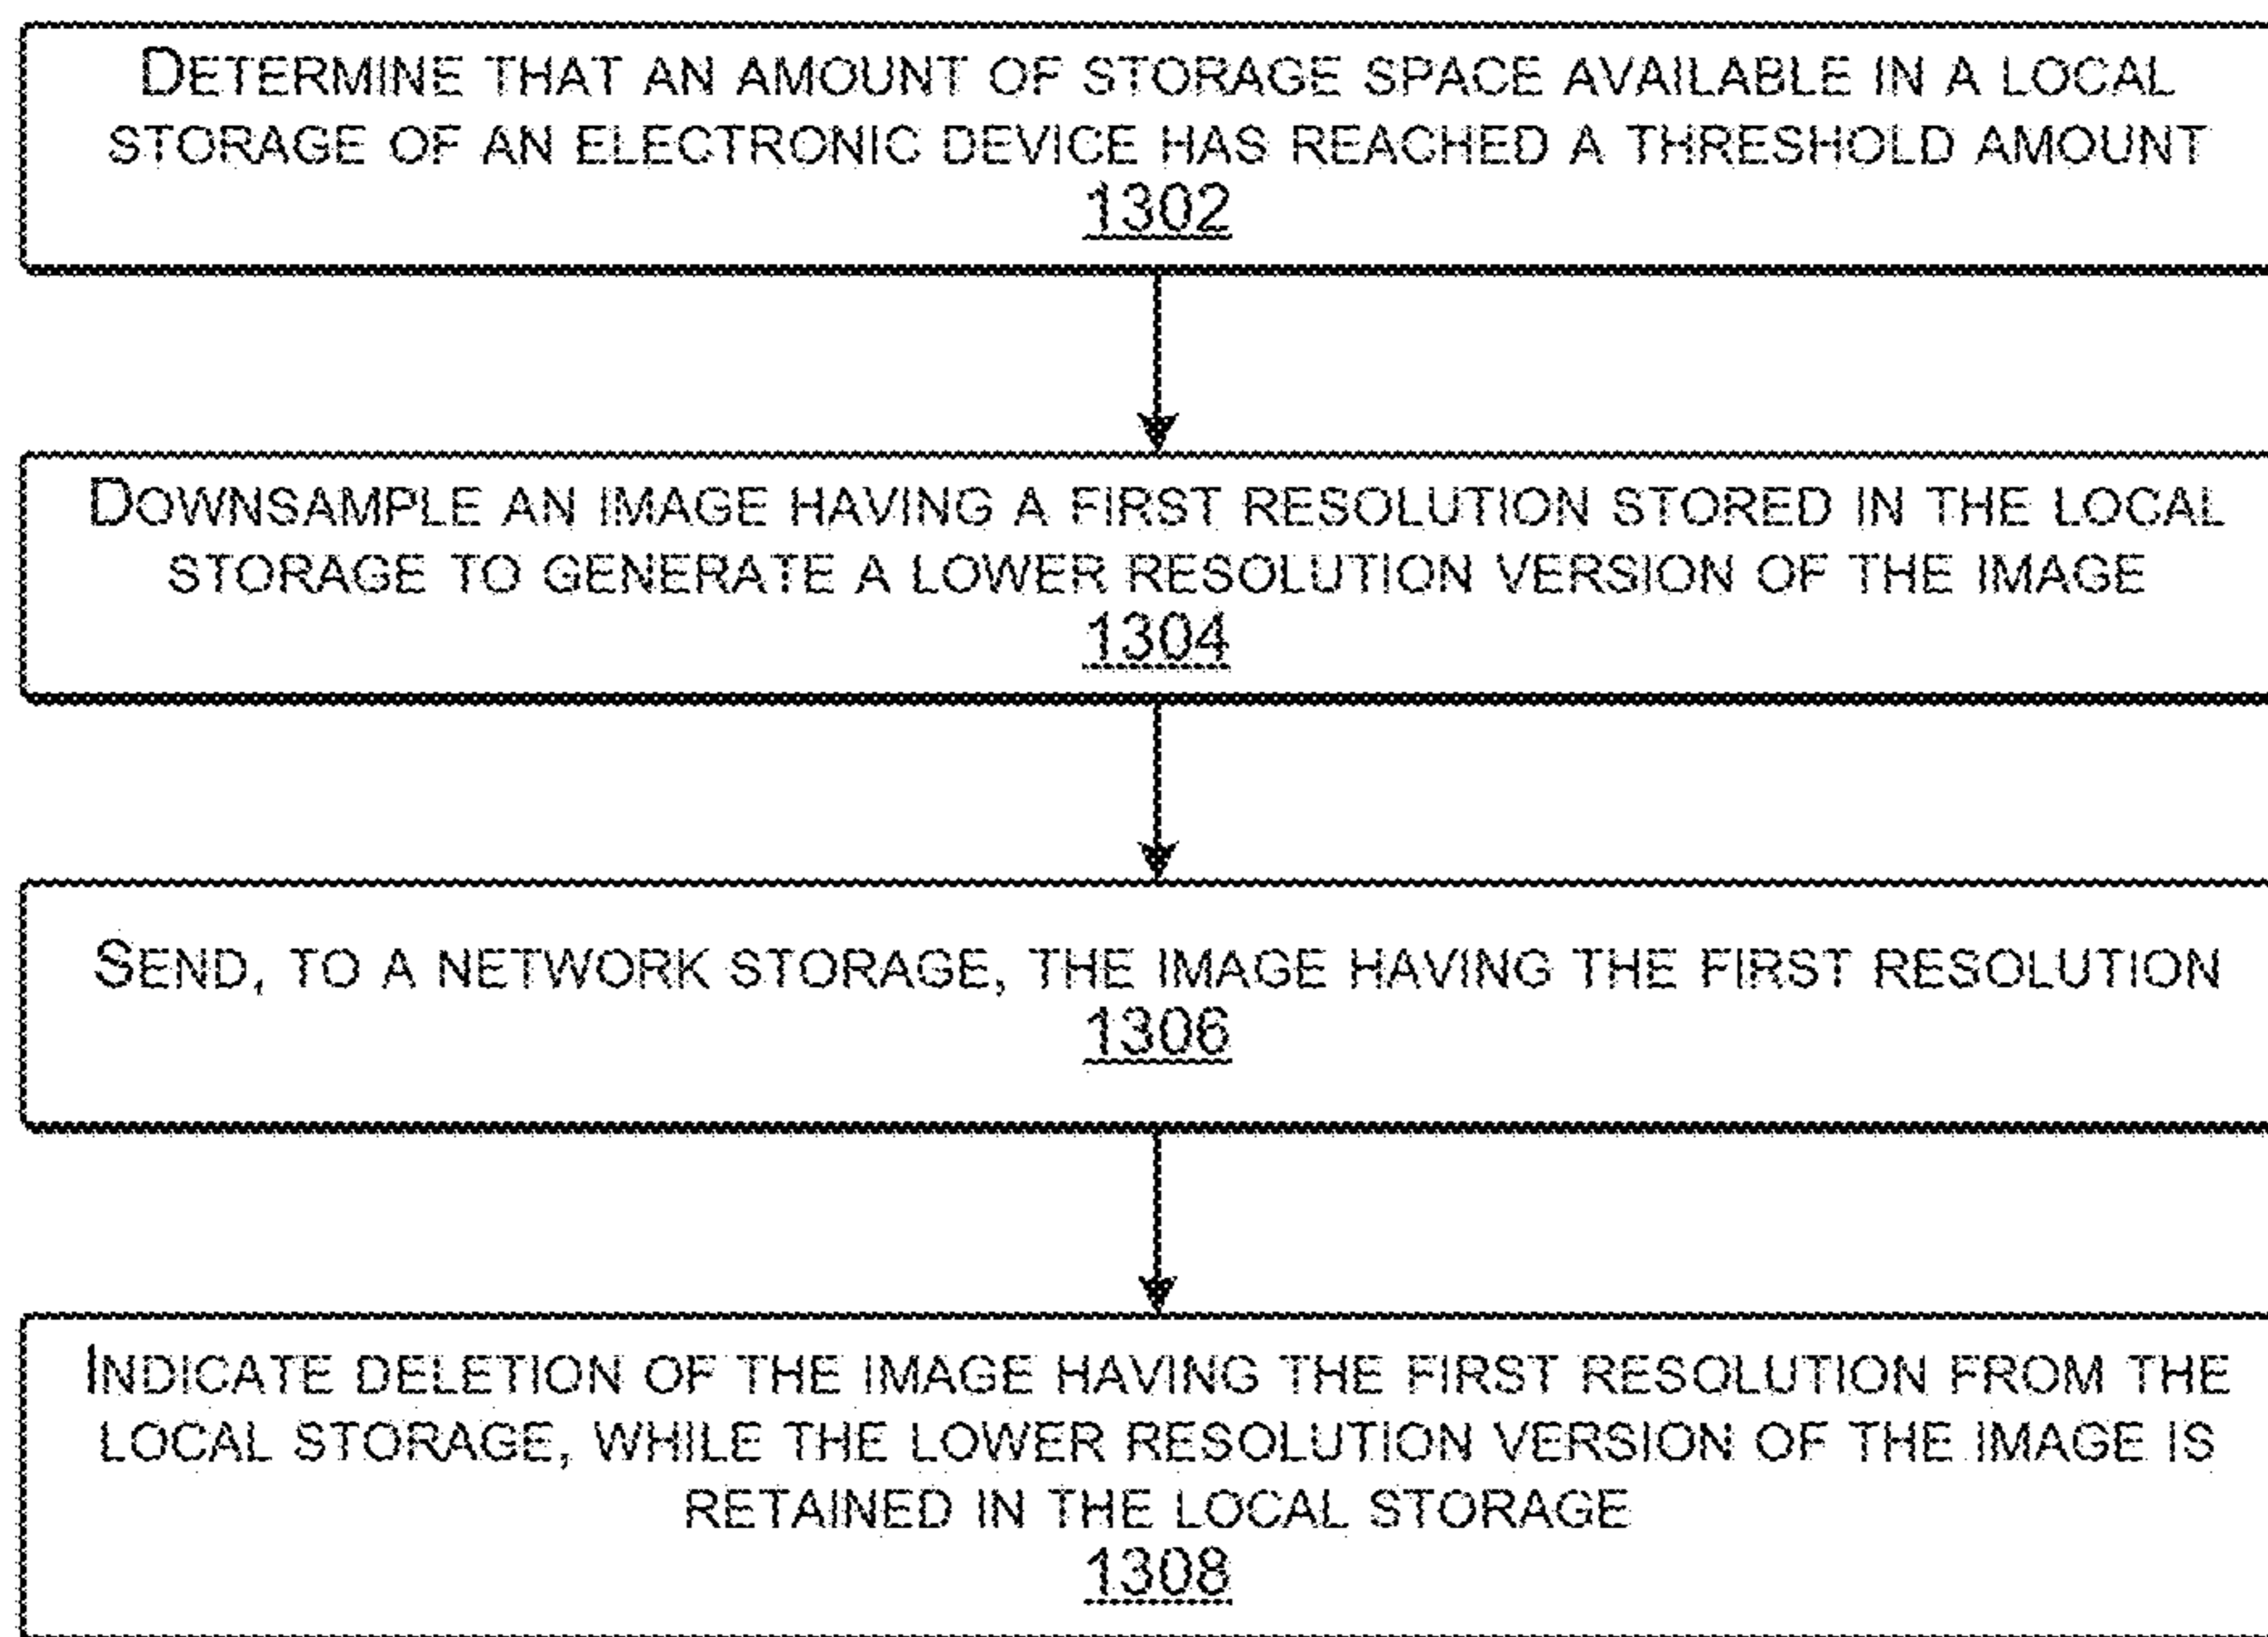 DETERMINE THAT AN AMOUNT OF STORAGE SPACE AVAILABLE IN A LOCAL
STORAGE OF AN ELECTRONIC DEVICE HAS REACHED A THRESHOLD AMOUNT
1302
DOWNSAMPLE AN IMAGE HAVING A FIRST RESOLUTION STORED IN THE LOCAL
STORAGE TO GENERATE A LOWER RESOLUTION VERSION OF THE IMAGE
1304
SEND, TO A NETWORK STORAGE, THE IMAGE HAVING THE FIRST RESOLUTION
1306
INDICATE DELETION OF THE IMAGE HAVING THE FIRST RESOLUTION FROM THE
LOCAL STORAGE, WHILE THE LOWER RESOLUTION VERSION OF THE IMAGE IS
RETAINED IN THE LOCAL STORAGE
1308